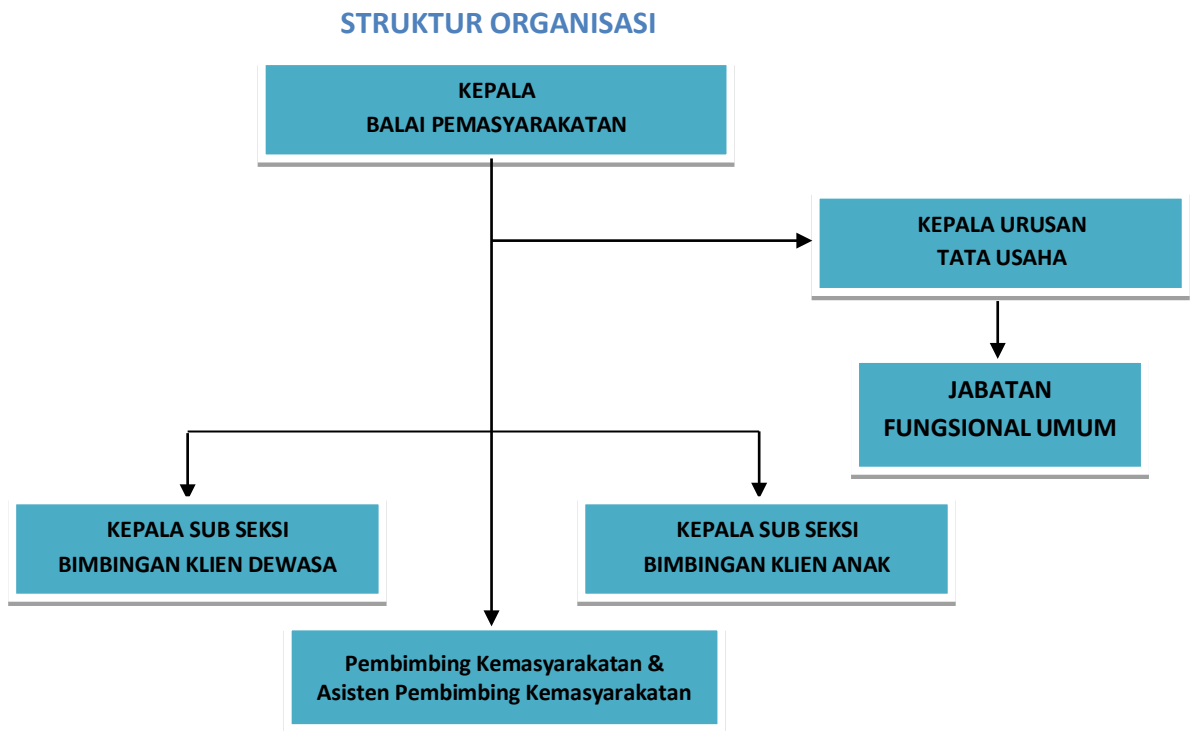 STRUKTUR ORGANISASI
KEPALA
BALAI PEMASYARAKATAN
KEPALA URUSAN
TATA USAHA
JABATAN
FUNGSIONAL UMUM
KEPALA SUB SEKSI
BIMBINGAN KLIEN DEWASA
KEPALA SUB SEKSI
BIMBINGAN KLIEN ANAK
Pembimbing Kemasyarakatan &
Asisten Pembimbing Kemasyarakatan